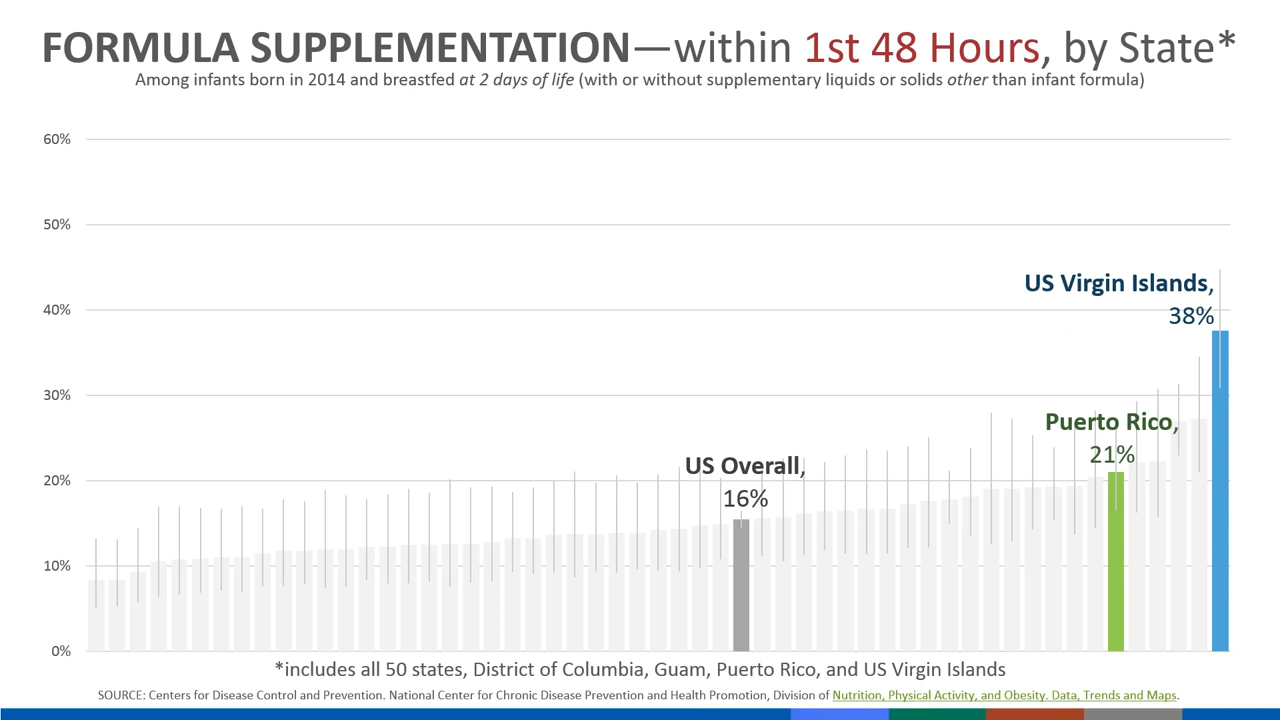 FORMULA SUPPLEMENTATION—within 1st 48 Hours, by State*
Among infants born in 2014 and breastfed at 2 days of life (with or without supplementary liquids or solids other than infant formula)
60%
50%
40%
30%
20%
10%
0%
US Virgin Islands,
38%
Puerto Rico,
21%
US Overall,
16%
*includes all 50 states, District of Columbia, Guam, Puerto Rico, and US Virgin Islands
SOURCE: Centers for Disease Control and Prevention. National Center for Chronic Disease Prevention and Health Promotion, Division of Nutrition, Physical Activity, and Obesity. Data, Trends and Maps.